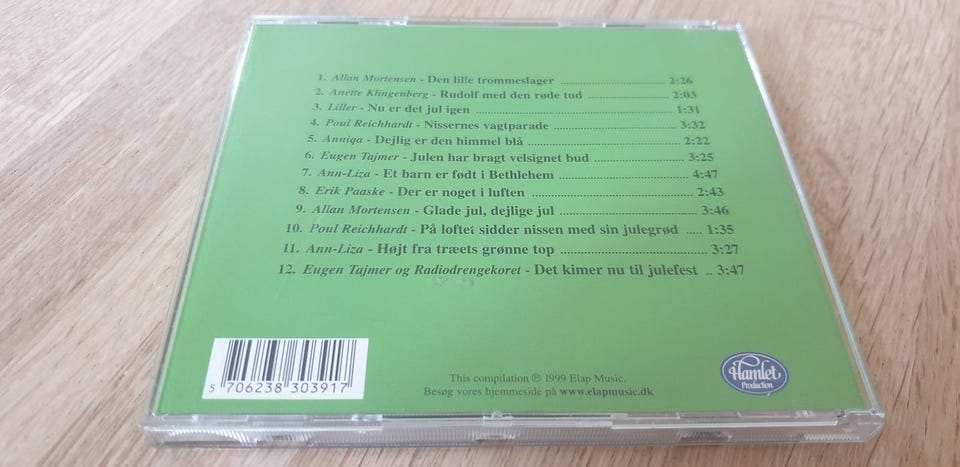 1. Allan Mortensen - Den lille trommeslager ........ 2:26
2. Anette Klingenberg - Rudolf med den røde tud ........ 2:03
3. Liller - Nu er det jul igen ........ 1:31
4. Poul Reichhardt - Nissernes vagtparade ........ 3:32
5. Anniqa - Dejlig er den himmel blå ........ 2:22
6. Eugen Tajmer - Julen har bragt velsignet bud ........ 3:25
7. Ann-Liza - Et barn er født i Bethlehem ........ 4:47
8. Erik Paaske - Der er noget i luften ........ 2:43
9. Allan Mortensen - Glade jul, dejlige jul ........ 3:46
10. Poul Reichhardt - På loftet sidder nissen med sin julegrød ..... 1:35
11. Ann-Liza - Højt fra træets grønne top ........ 3:27
12. Eugen Tajmer og Radiodrengekoret - Det kimer nu til julefest .. 3:47
5 706238 303917
This compilation ℗ 1999 Elap Music.
Besøg vores hjemmeside på www.elapmusic.dk
Hamlet
Production